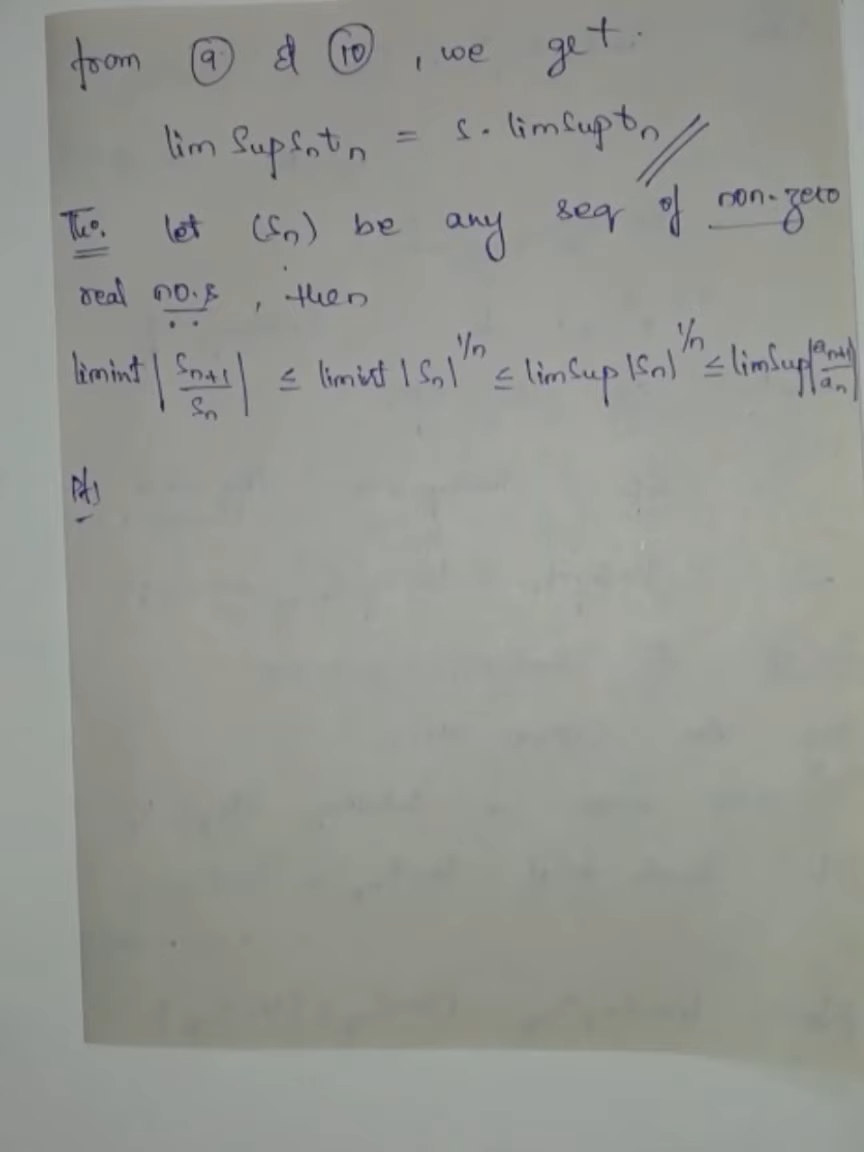 from ⑨ & ⑩, we get.
lim Sup Sntn = s. lim Sup tn //
Tho. let (Sn) be any seq of non-zero
real no.s, then
liminf |Sn+1/Sn| ≤ liminf |Sn|^1/n ≤ lim Sup |Sn|^1/n ≤ lim Sup |an+1/an|
Pf)